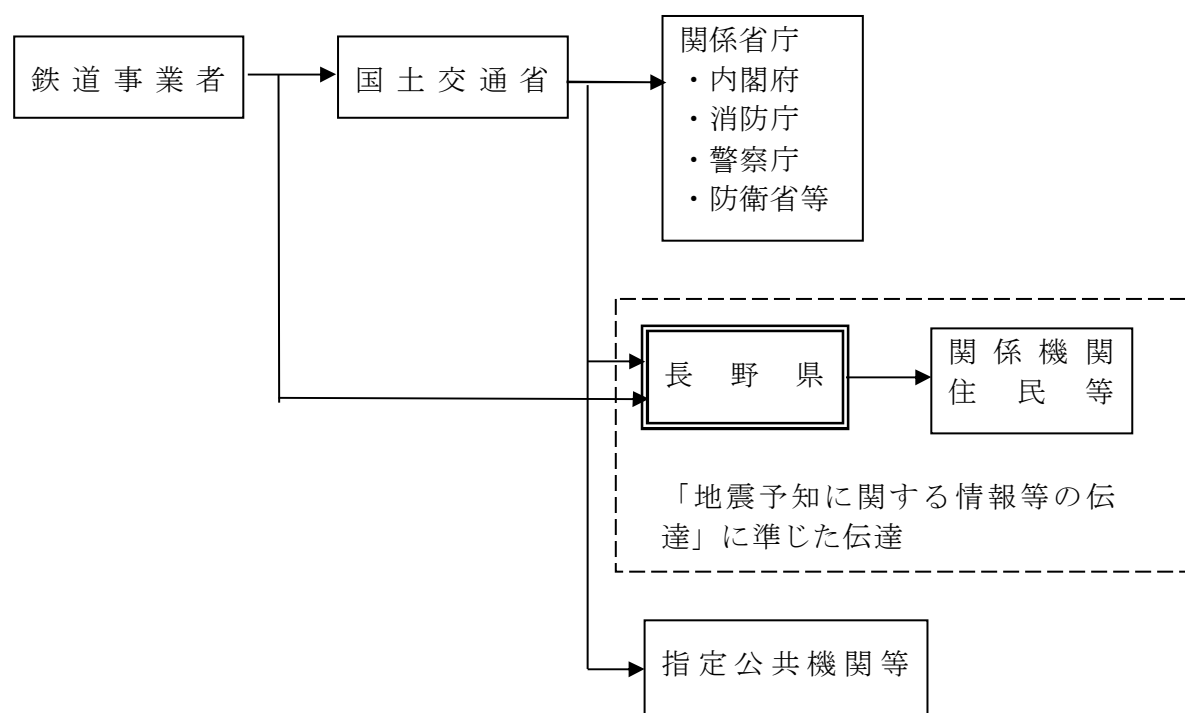 鉄道事業者
国土交通省
関係省庁
・内閣府
・消防庁
・警察庁
・防衛省等
長野県
関係機関
住民等
「地震予知に関する情報等の伝
達」に準じた伝達
指定公共機関等